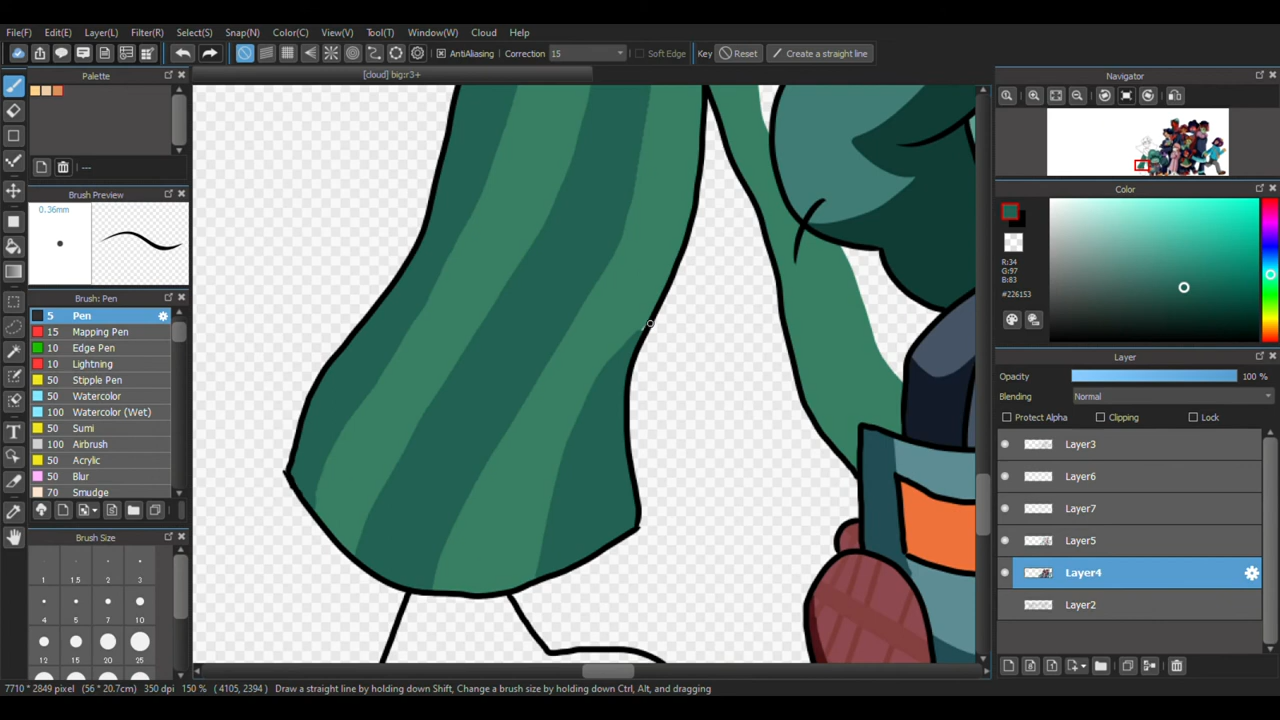 File(F) Edit(E) Layer(L) Filter(R) Select(S) Snap(N) Color(C) View(V) Tool(T) Window(W) Cloud Help
AntiAliasing Correction 15 Soft Edge Key Reset Create a straight line
Palette
[cloud] big:r3+
---
Brush Preview
0.36mm
Brush: Pen
5 Pen
15 Mapping Pen
10 Edge Pen
10 Lightning
50 Stipple Pen
50 Watercolor
100 Watercolor (Wet)
50 Sumi
100 Airbrush
50 Acrylic
50 Blur
70 Smudge
Brush Size
1 1.5 2 3
4 5 7 10
12 15 20 25
Navigator
Color
R:34
G:97
B:83
#226153
Layer
Opacity 100 %
Blending Normal
Protect Alpha Clipping Lock
Layer3
Layer6
Layer7
Layer5
Layer4
Layer2
7710 * 2849 pixel (56 * 20.7cm) 350 dpi 150 % ( 4105, 2394 ) Draw a straight line by holding down Shift, Change a brush size by holding down Ctrl, Alt, and dragging